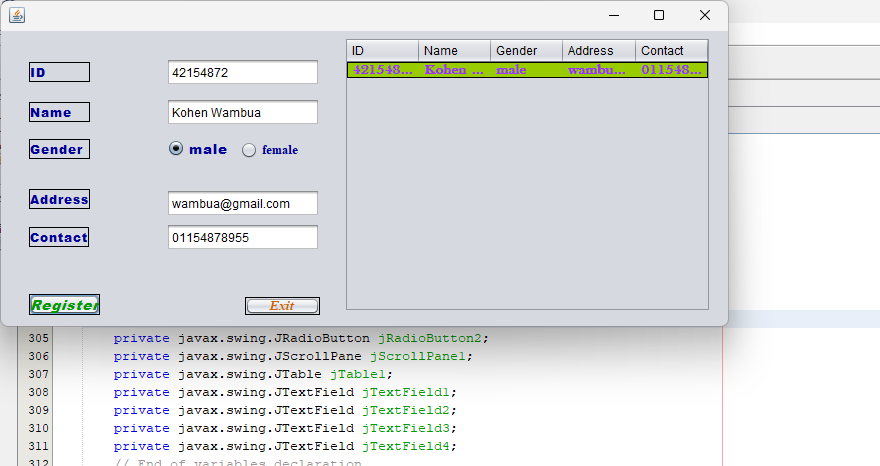 ID
42154872
Name
Kohen Wambua
Gender
male
female
Address
wambua@gmail.com
Contact
01154878955
Register
Exit
ID Name Gender Address Contact
421548... Kohen ... male wambu... 011548...
305 private javax.swing.JRadioButton jRadioButton2;
306 private javax.swing.JScrollPane jScrollPane1;
307 private javax.swing.JTable jTable1;
308 private javax.swing.JTextField jTextField1;
309 private javax.swing.JTextField jTextField2;
310 private javax.swing.JTextField jTextField3;
311 private javax.swing.JTextField jTextField4;
312 // End of variables declaration